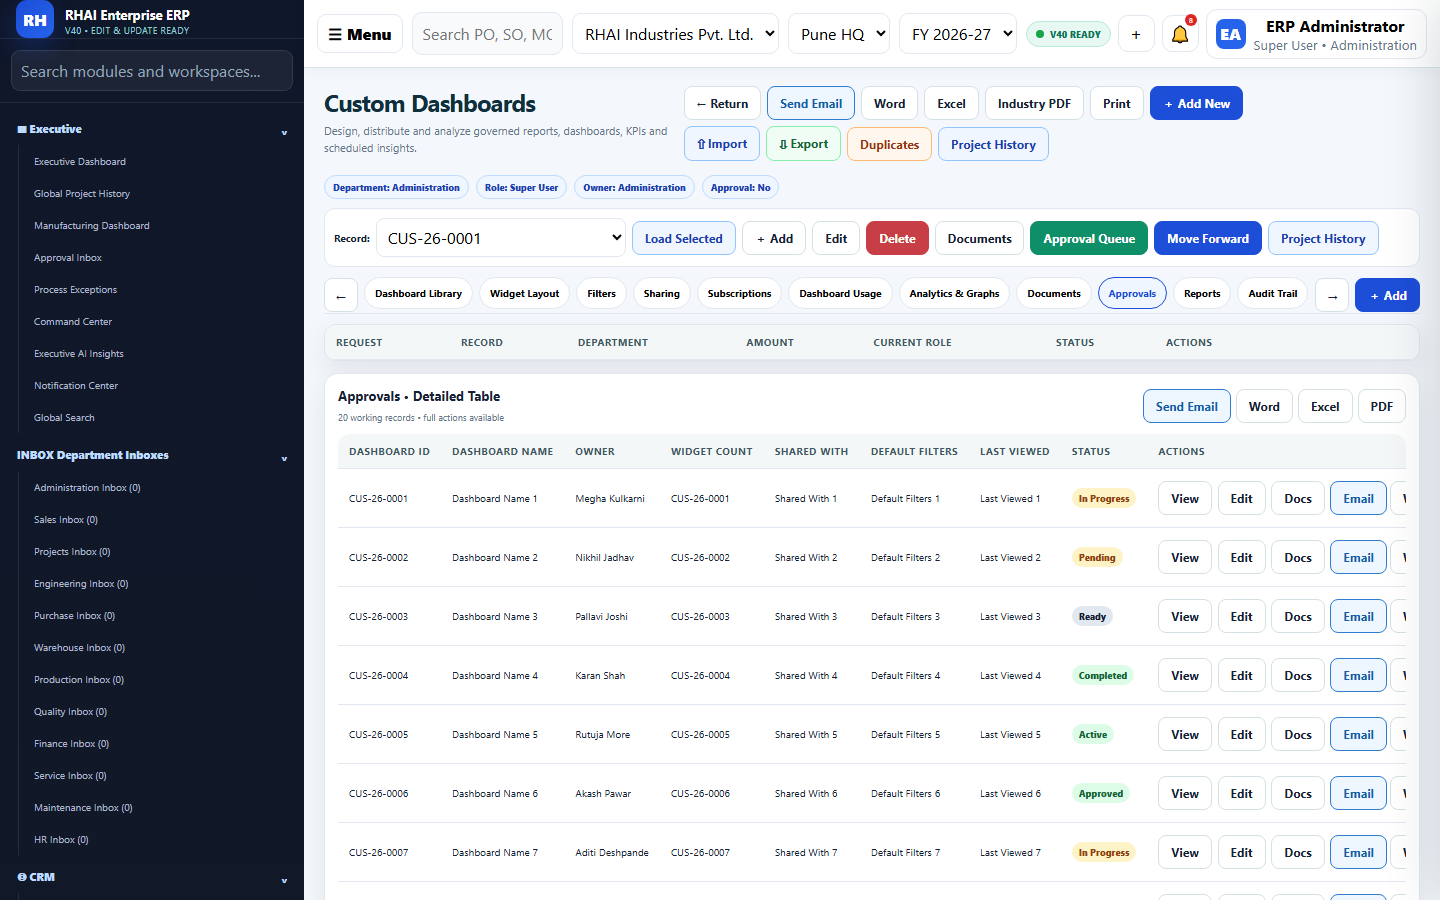 RH
RHAI Enterprise ERP
V40 • EDIT & UPDATE READY
Search modules and workspaces...
Executive
Executive Dashboard
Global Project History
Manufacturing Dashboard
Approval Inbox
Process Exceptions
Command Center
Executive AI Insights
Notification Center
Global Search
INBOX Department Inboxes
Administration Inbox (0)
Sales Inbox (0)
Projects Inbox (0)
Engineering Inbox (0)
Purchase Inbox (0)
Warehouse Inbox (0)
Production Inbox (0)
Quality Inbox (0)
Finance Inbox (0)
Service Inbox (0)
Maintenance Inbox (0)
HR Inbox (0)
CRM
☰ Menu
Search PO, SO, MC
RHAI Industries Pvt. Ltd.
Pune HQ
FY 2026-27
V40 READY
+
8
EA
ERP Administrator
Super User • Administration
Custom Dashboards
Design, distribute and analyze governed reports, dashboards, KPIs and
scheduled insights.
← Return
Send Email
Word
Excel
Industry PDF
Print
+ Add New
⇧ Import
⇩ Export
Duplicates
Project History
Department: Administration
Role: Super User
Owner: Administration
Approval: No
Record:
CUS-26-0001
Load Selected
+ Add
Edit
Delete
Documents
Approval Queue
Move Forward
Project History
←
Dashboard Library
Widget Layout
Filters
Sharing
Subscriptions
Dashboard Usage
Analytics & Graphs
Documents
Approvals
Reports
Audit Trail
→
+ Add
REQUEST RECORD DEPARTMENT AMOUNT CURRENT ROLE STATUS ACTIONS
Approvals • Detailed Table
20 working records • full actions available
Send Email
Word
Excel
PDF
DASHBOARD ID DASHBOARD NAME OWNER WIDGET COUNT SHARED WITH DEFAULT FILTERS LAST VIEWED STATUS ACTIONS
CUS-26-0001 Dashboard Name 1 Megha Kulkarni CUS-26-0001 Shared With 1 Default Filters 1 Last Viewed 1 In Progress View Edit Docs Email
CUS-26-0002 Dashboard Name 2 Nikhil Jadhav CUS-26-0002 Shared With 2 Default Filters 2 Last Viewed 2 Pending View Edit Docs Email
CUS-26-0003 Dashboard Name 3 Pallavi Joshi CUS-26-0003 Shared With 3 Default Filters 3 Last Viewed 3 Ready View Edit Docs Email
CUS-26-0004 Dashboard Name 4 Karan Shah CUS-26-0004 Shared With 4 Default Filters 4 Last Viewed 4 Completed View Edit Docs Email
CUS-26-0005 Dashboard Name 5 Rutuja More CUS-26-0005 Shared With 5 Default Filters 5 Last Viewed 5 Active View Edit Docs Email
CUS-26-0006 Dashboard Name 6 Akash Pawar CUS-26-0006 Shared With 6 Default Filters 6 Last Viewed 6 Approved View Edit Docs Email
CUS-26-0007 Dashboard Name 7 Aditi Deshpande CUS-26-0007 Shared With 7 Default Filters 7 Last Viewed 7 In Progress View Edit Docs Email